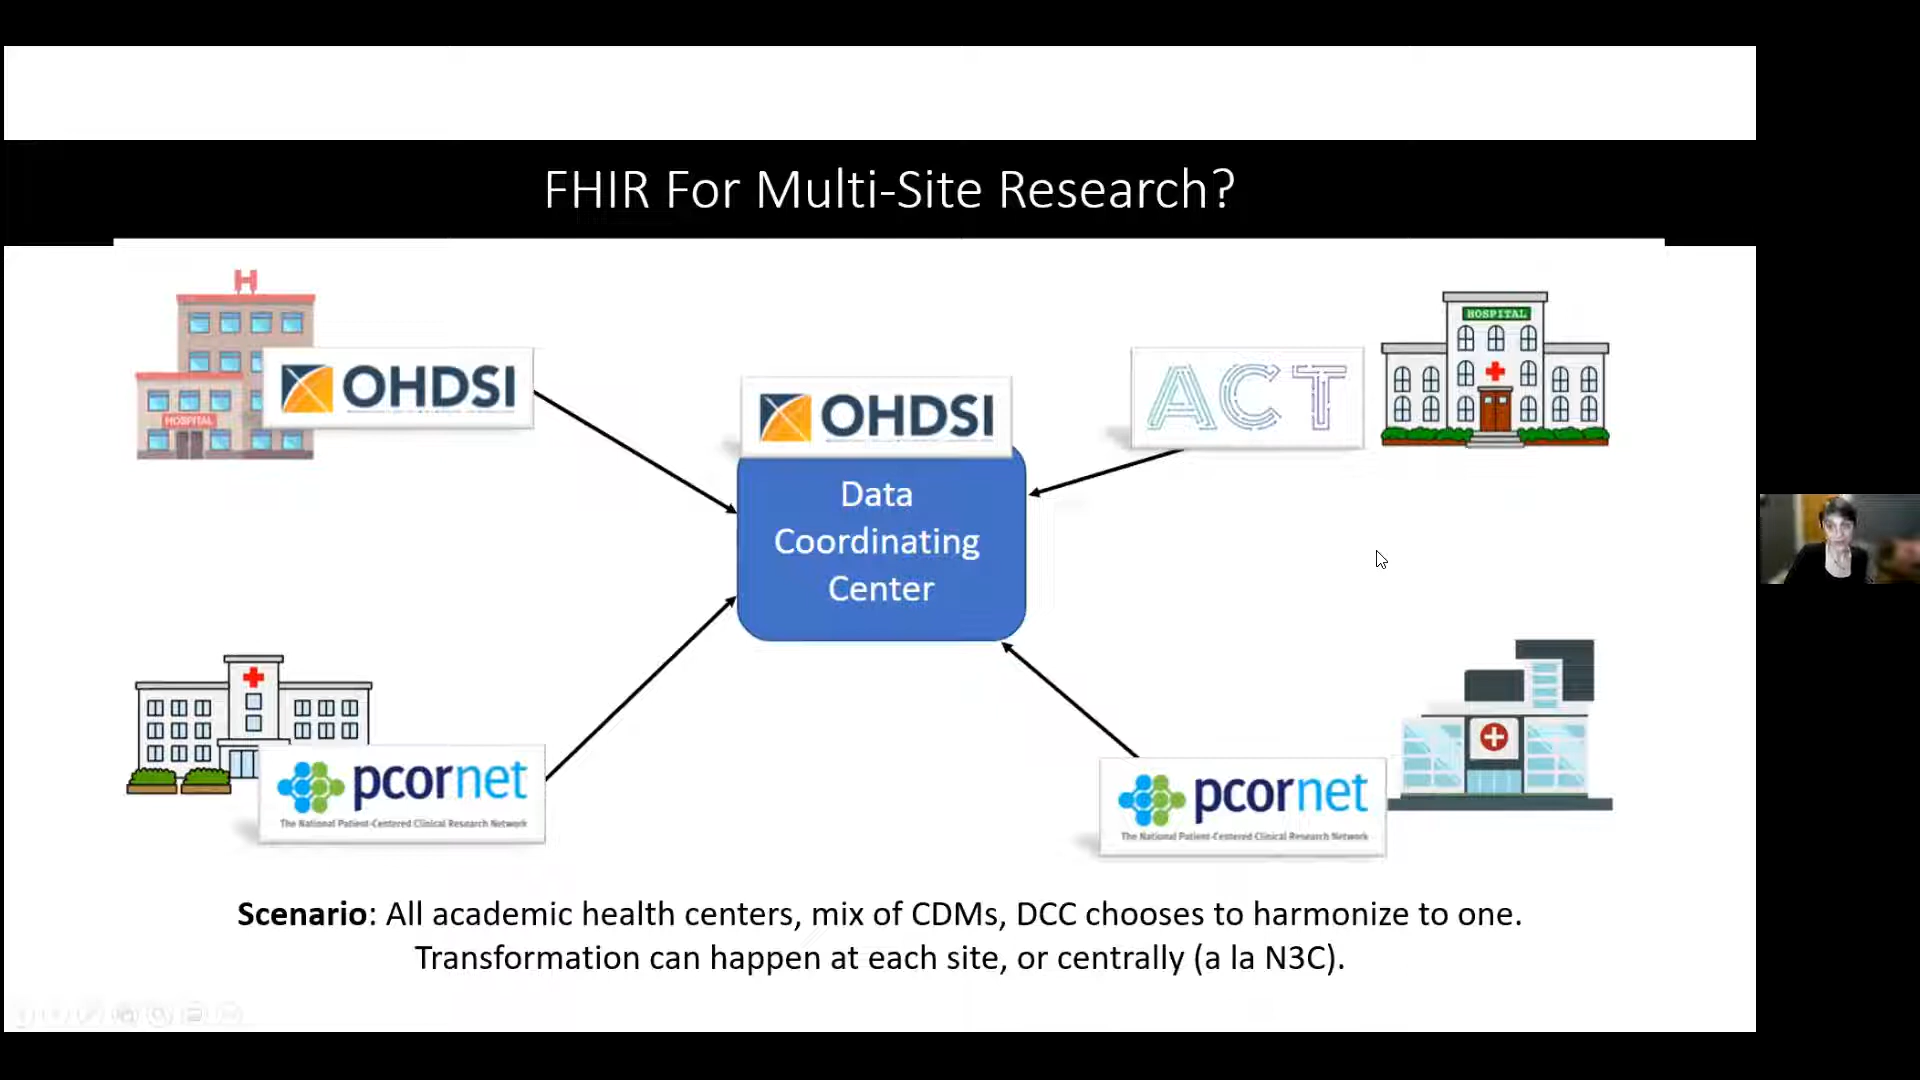 FHIR For Multi-Site Research?
H
HOSPITAL
OHDSI
OHDSI
ACT
HOSPITAL
Data
Coordinating
Center
pcornet
The National Patient-Centered Clinical Research Network
pcornet
The National Patient-Centered Clinical Research Network
Scenario: All academic health centers, mix of CDMs, DCC chooses to harmonize to one.
Transformation can happen at each site, or centrally (a la N3C).